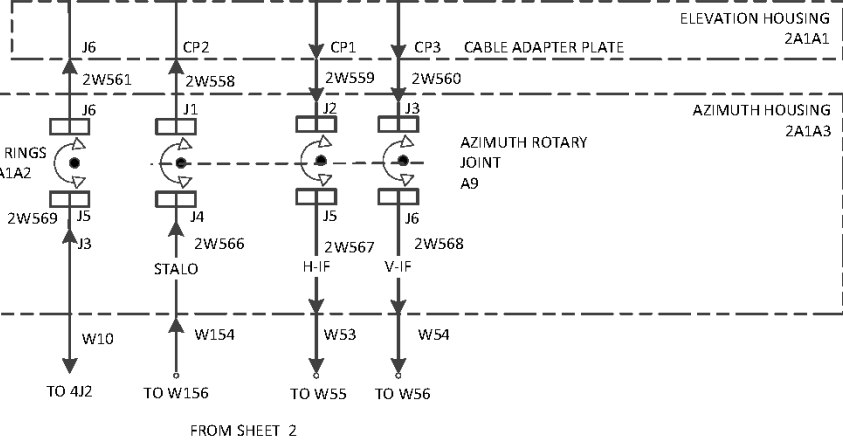 ELEVATION HOUSING
2A1A1
J6 CP2 CP1 CP3 CABLE ADAPTER PLATE
2W561 2W558 2W559 2W560
AZIMUTH HOUSING
2A1A3
J6 J1 J2 J3
RINGS
A1A2
AZIMUTH ROTARY
JOINT
A9
2W569 J5 J4 J5 J6
J3 2W566 2W567 2W568
STALO H-IF V-IF
W10 W154 W53 W54
TO 4J2 TO W156 TO W55 TO W56
FROM SHEET 2